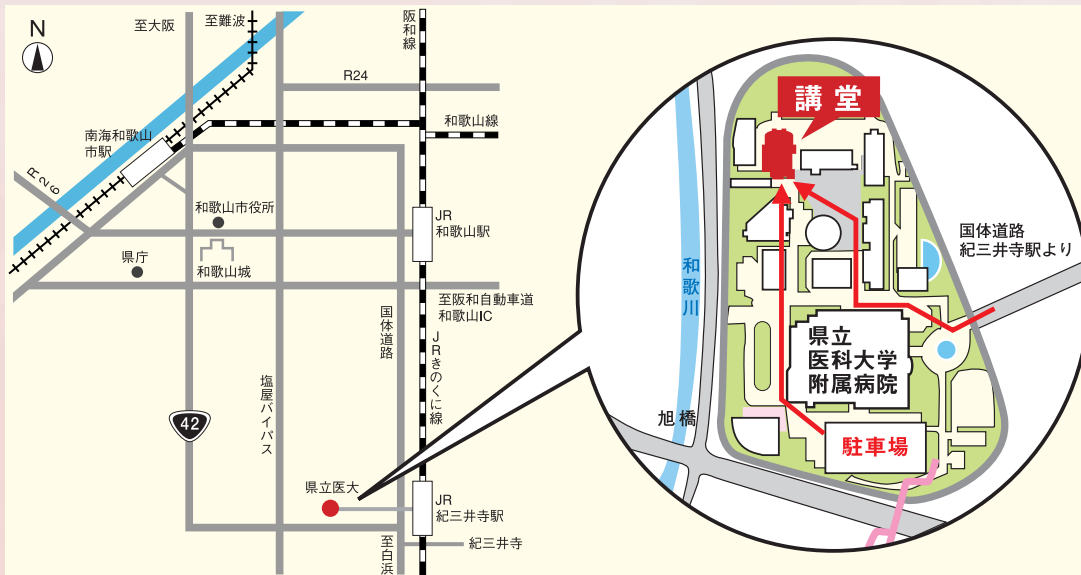 N
至大阪
至難波
阪和線
R24
和歌山線
南海和歌山
市駅
R26
和歌山市役所
JR
和歌山駅
県庁
和歌山城
至阪和自動車道
和歌山IC
国体道路
JRきのくに線
塩屋バイパス
42
県立医大
JR
紀三井寺駅
紀三井寺
至白浜
講堂
国体道路
紀三井寺駅より
和歌川
県立
医科大学
附属病院
旭橋
駐車場